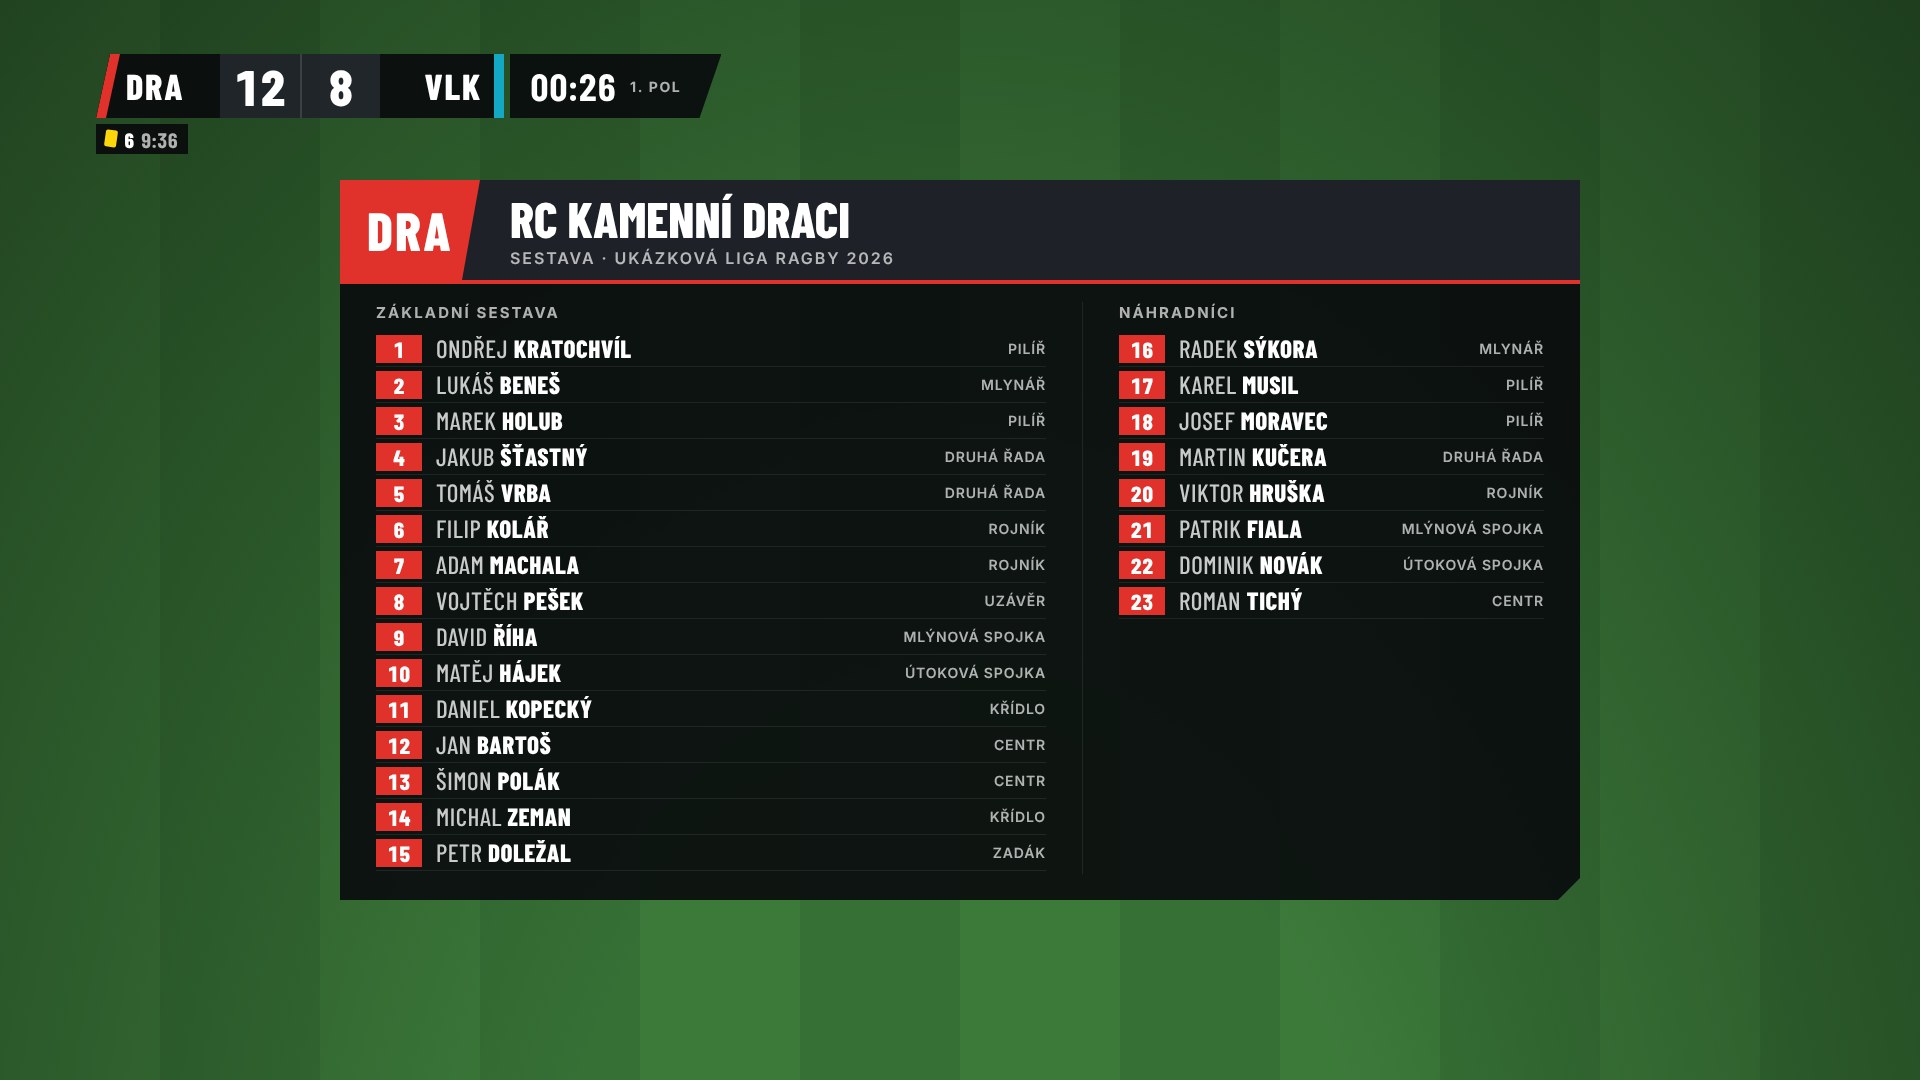 DRA 12 8 VLK 00:26 1. POL
6 9:36
DRA
RC KAMENNÍ DRACI
SESTAVA · UKÁZKOVÁ LIGA RAGBY 2026
ZÁKLADNÍ SESTAVA
1 ONDŘEJ KRATOCHVÍL PILÍŘ
2 LUKÁŠ BENEŠ MLYNÁŘ
3 MAREK HOLUB PILÍŘ
4 JAKUB ŠŤASTNÝ DRUHÁ ŘADA
5 TOMÁŠ VRBA DRUHÁ ŘADA
6 FILIP KOLÁŘ ROJNÍK
7 ADAM MACHALA ROJNÍK
8 VOJTĚCH PEŠEK UZÁVĚR
9 DAVID ŘÍHA MLÝNOVÁ SPOJKA
10 MATĚJ HÁJEK ÚTOKOVÁ SPOJKA
11 DANIEL KOPECKÝ KŘÍDLO
12 JAN BARTOŠ CENTR
13 ŠIMON POLÁK CENTR
14 MICHAL ZEMAN KŘÍDLO
15 PETR DOLEŽAL ZADÁK
NÁHRADNÍCI
16 RADEK SÝKORA MLYNÁŘ
17 KAREL MUSIL PILÍŘ
18 JOSEF MORAVEC PILÍŘ
19 MARTIN KUČERA DRUHÁ ŘADA
20 VIKTOR HRUŠKA ROJNÍK
21 PATRIK FIALA MLÝNOVÁ SPOJKA
22 DOMINIK NOVÁK ÚTOKOVÁ SPOJKA
23 ROMAN TICHÝ CENTR